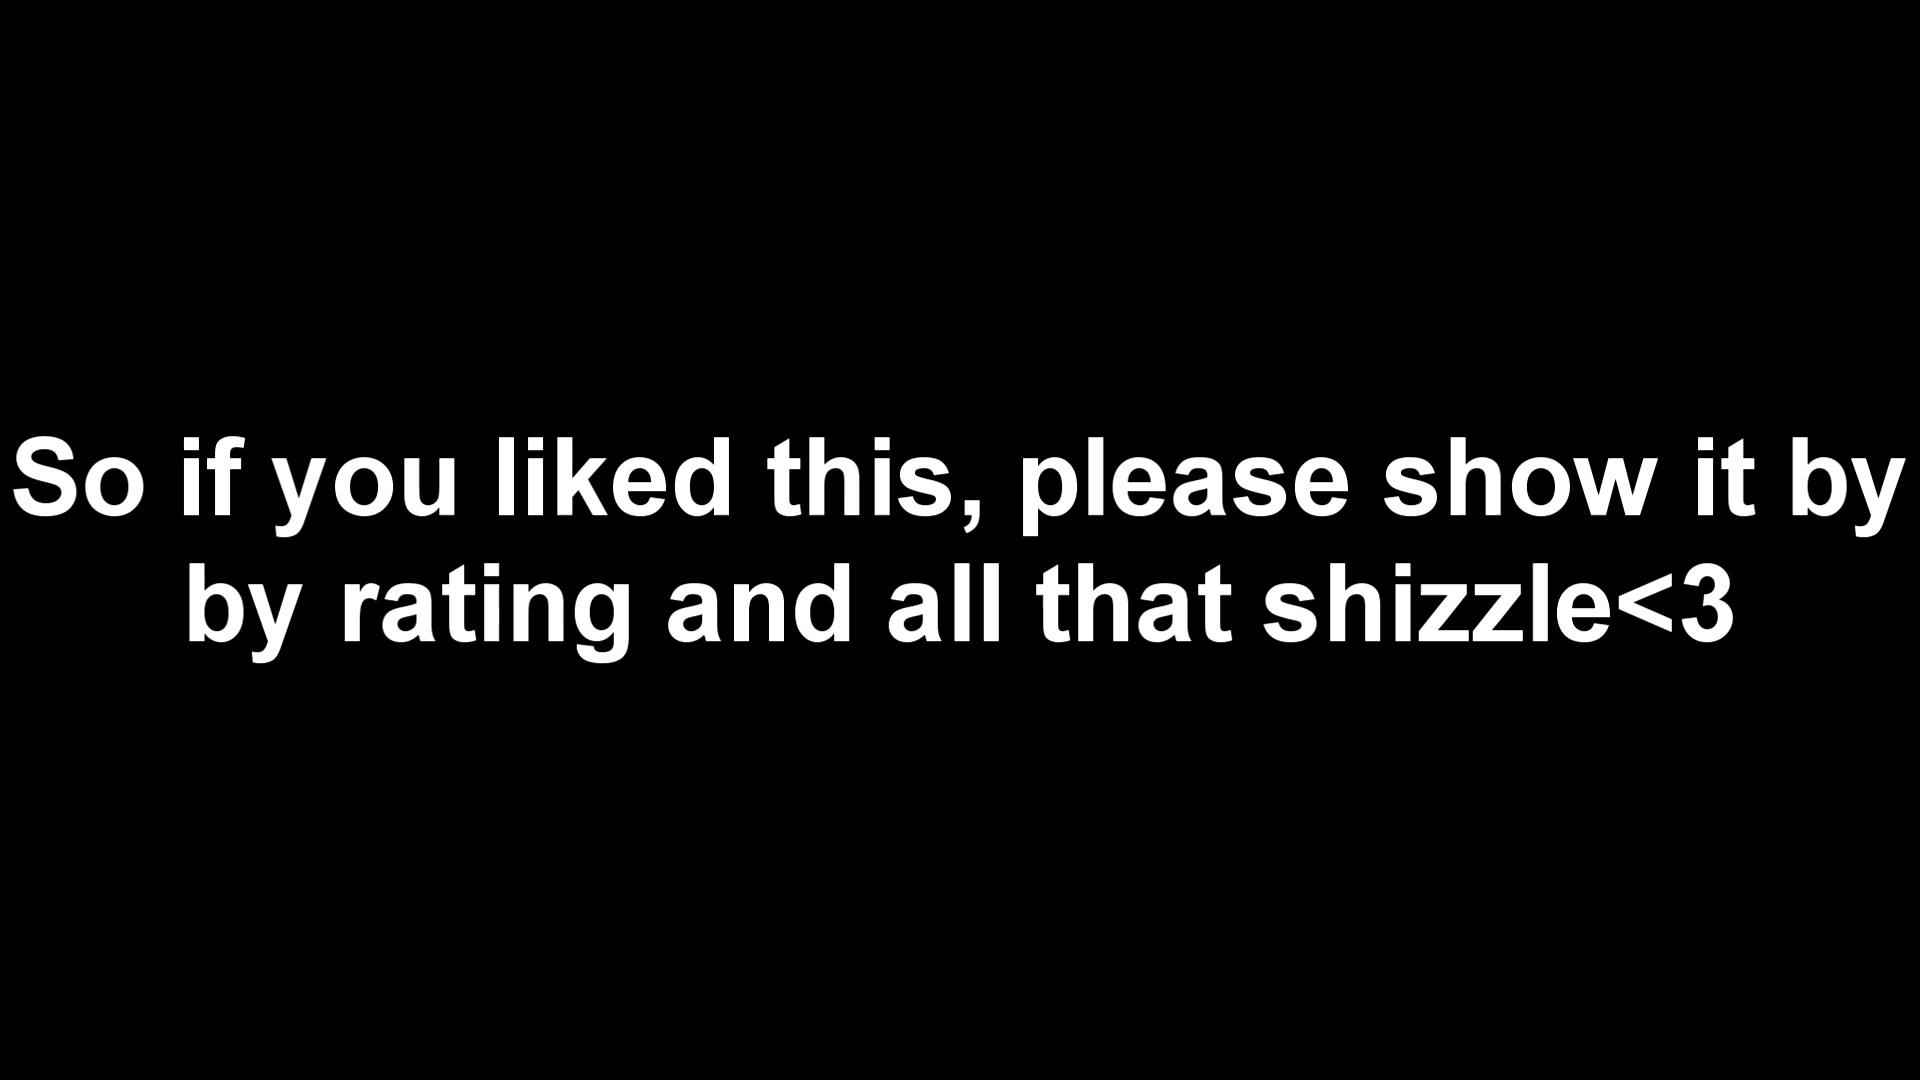 So if you liked this, please show it by
by rating and all that shizzle<3